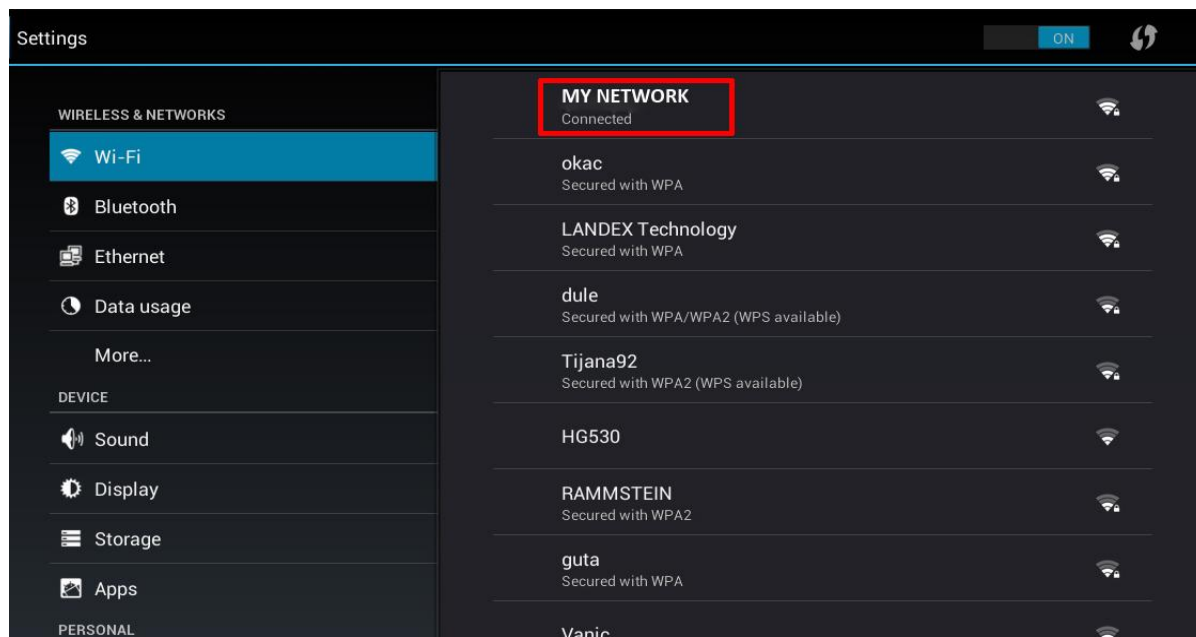 Settings
ON
WIRELESS & NETWORKS
Wi-Fi
Bluetooth
Ethernet
Data usage
More...
DEVICE
Sound
Display
Storage
Apps
PERSONAL
MY NETWORK
Connected
okac
Secured with WPA
LANDEX Technology
Secured with WPA
dule
Secured with WPA/WPA2 (WPS available)
Tijana92
Secured with WPA2 (WPS available)
HG530
RAMMSTEIN
Secured with WPA2
guta
Secured with WPA
Vanic